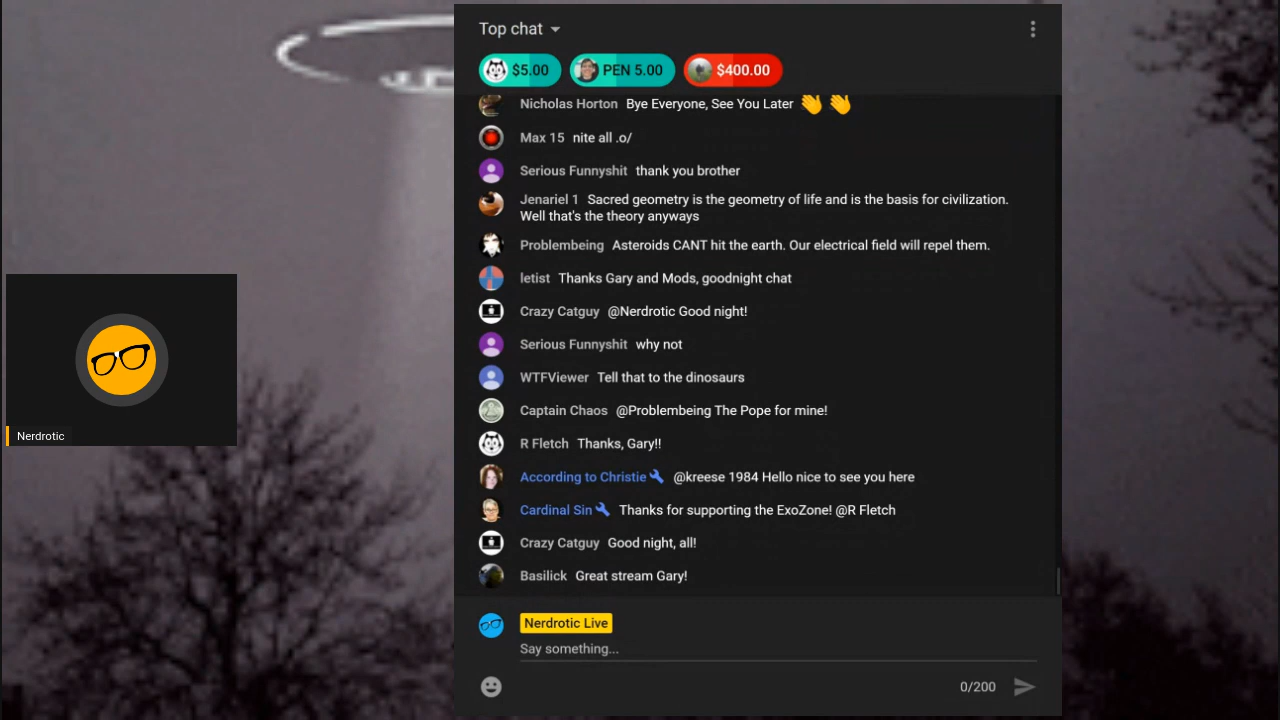 Top chat
$5.00 PEN 5.00 $400.00
Nicholas Horton Bye Everyone, See You Later 👋 👋
Max 15 nite all .o/
Serious Funnyshit thank you brother
Jenariel 1 Sacred geometry is the geometry of life and is the basis for civilization.
Well that's the theory anyways
Problembeing Asteroids CANT hit the earth. Our electrical field will repel them.
letist Thanks Gary and Mods, goodnight chat
Crazy Catguy @Nerdrotic Good night!
Serious Funnyshit why not
WTFViewer Tell that to the dinosaurs
Captain Chaos @Problembeing The Pope for mine!
R Fletch Thanks, Gary!!
According to Christie @kreese 1984 Hello nice to see you here
Cardinal Sin Thanks for supporting the ExoZone! @R Fletch
Crazy Catguy Good night, all!
Basilick Great stream Gary!
Nerdrotic Live
Say something...
0/200
Nerdrotic